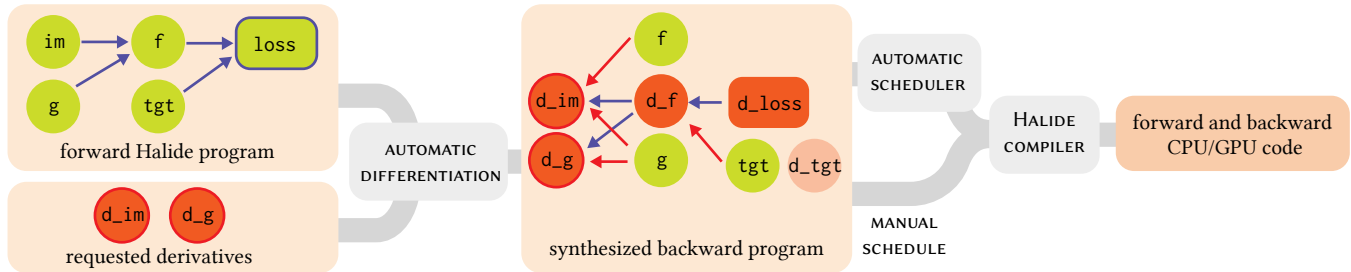 im
f
loss
g
tgt
forward Halide program
d_im
d_g
requested derivatives
AUTOMATIC
DIFFERENTIATION
f
d_im
d_f
d_loss
d_g
g
tgt
d_tgt
synthesized backward program
AUTOMATIC
SCHEDULER
MANUAL
SCHEDULE
HALIDE
COMPILER
forward and backward
CPU/GPU code